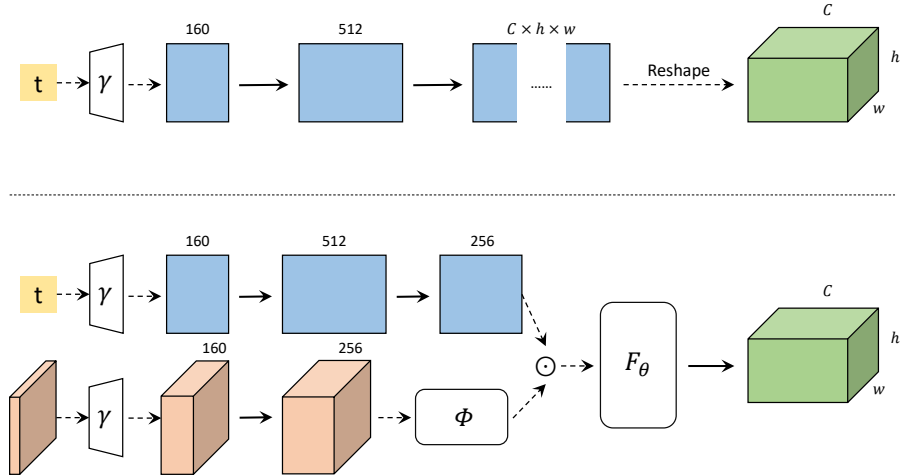 160
512
C × h × w
C
t
γ
......
Reshape
h
w
160
512
256
C
t
γ
h
160
256
⊙
F_θ
w
γ
Φ